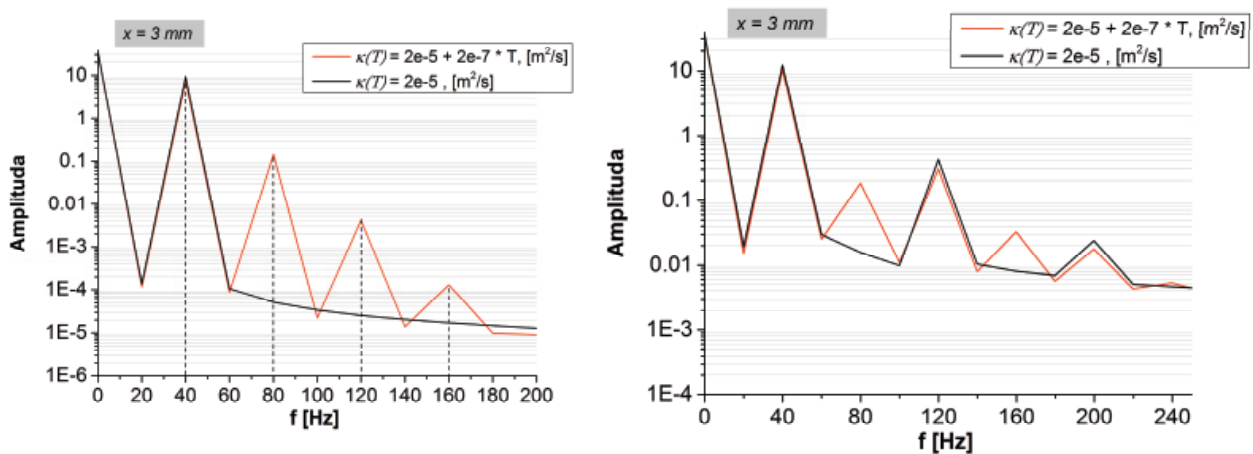 x = 3 mm
κ(T) = 2e-5 + 2e-7 * T, [m²/s]
κ(T) = 2e-5 , [m²/s]
10
1
0.1
0.01
1E-3
1E-4
1E-5
1E-6
Amplituda
0 20 40 60 80 100 120 140 160 180 200
f [Hz]
x = 3 mm
κ(T) = 2e-5 + 2e-7 * T, [m²/s]
κ(T) = 2e-5 , [m²/s]
10
1
0.1
0.01
1E-3
1E-4
Amplituda
0 40 80 120 160 200 240
f [Hz]